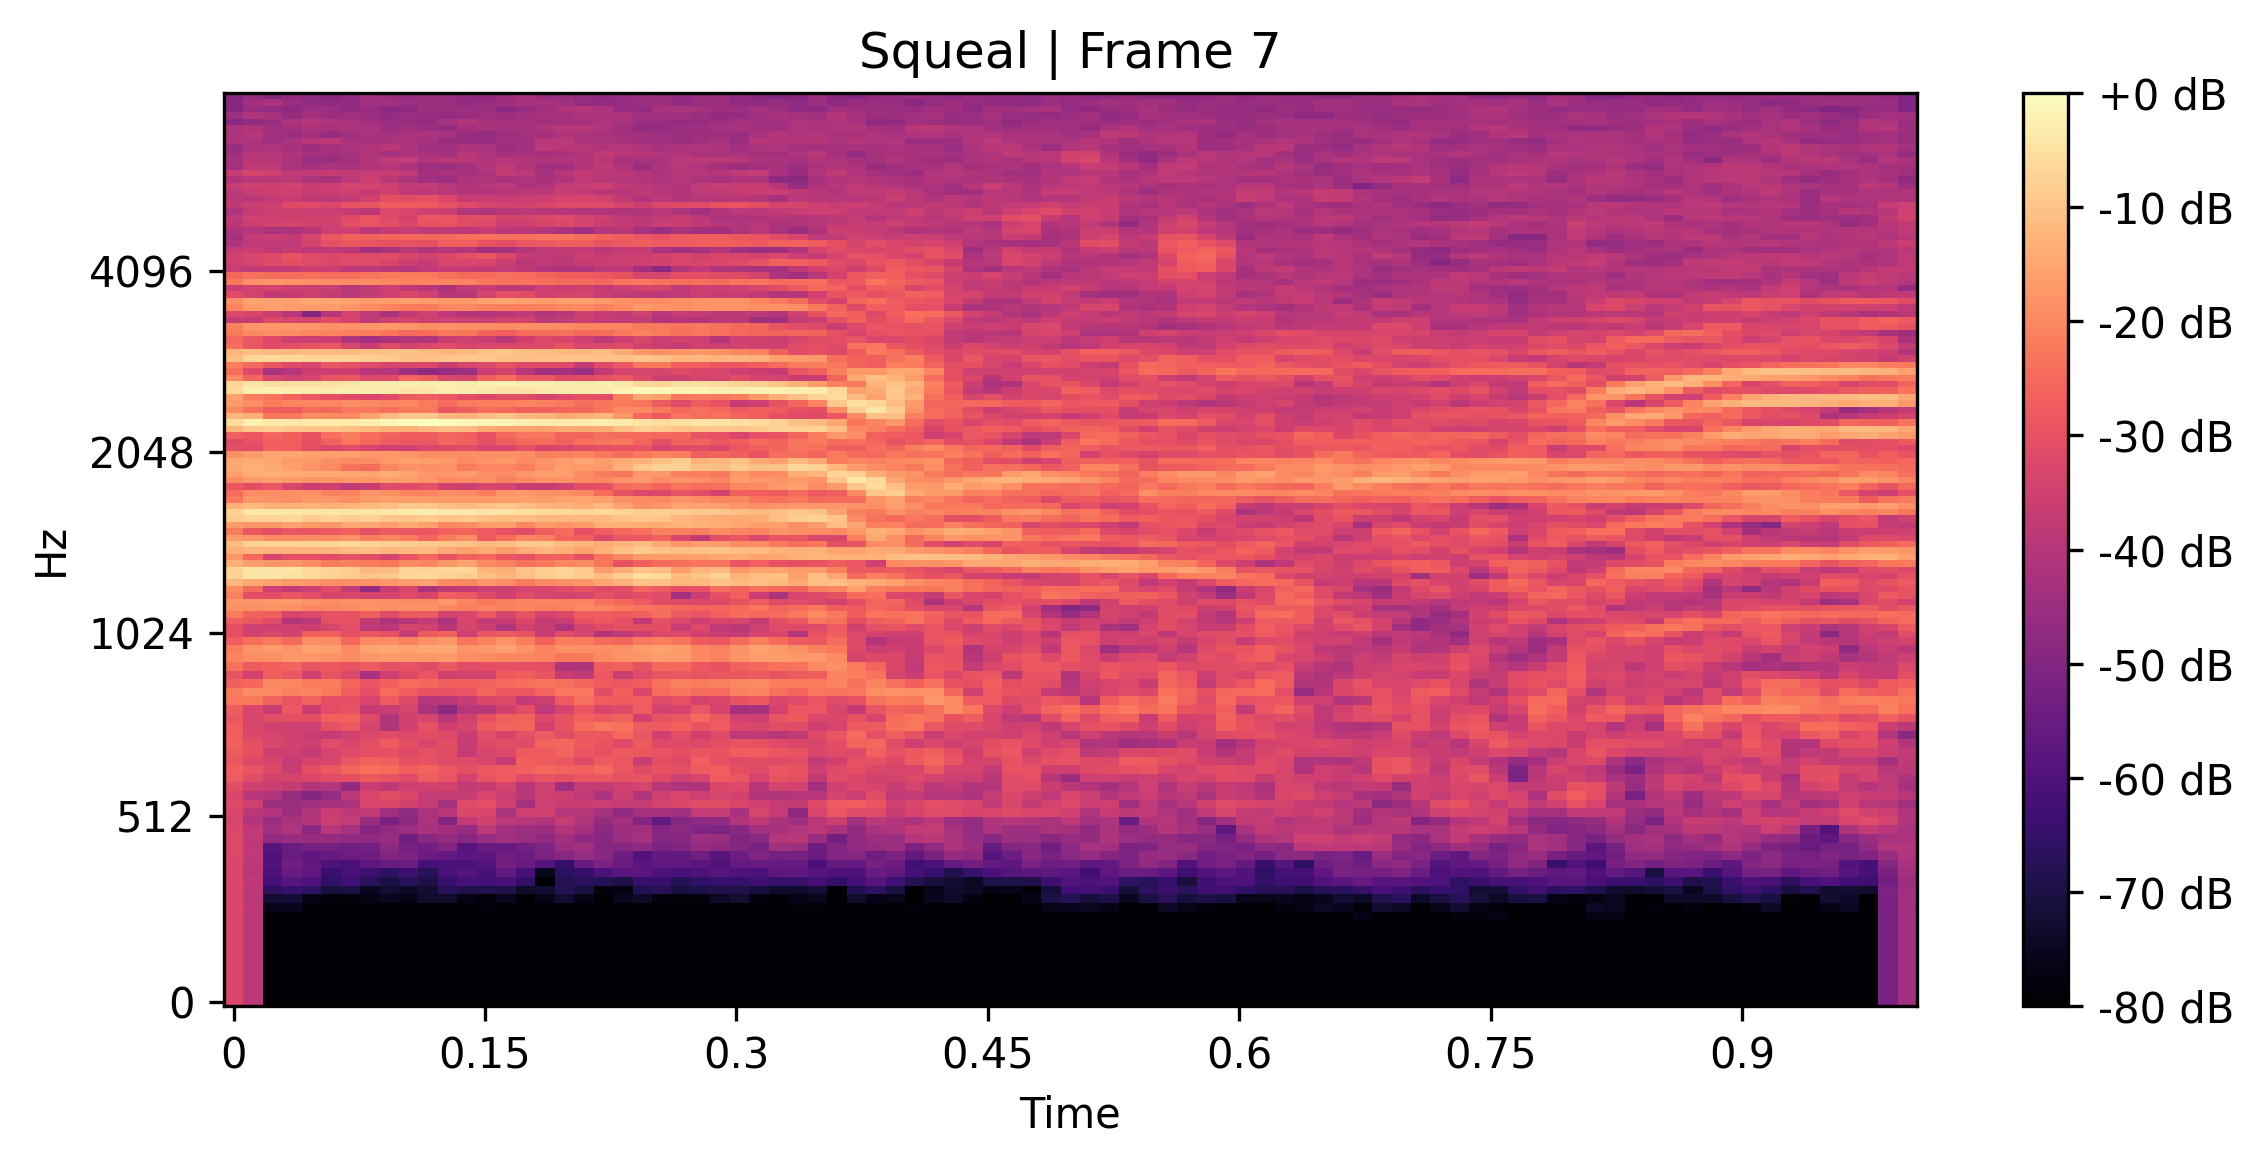 Squeal | Frame 7
Hz
4096
2048
1024
512
0
0 0.15 0.3 0.45 0.6 0.75 0.9
Time
+0 dB
-10 dB
-20 dB
-30 dB
-40 dB
-50 dB
-60 dB
-70 dB
-80 dB